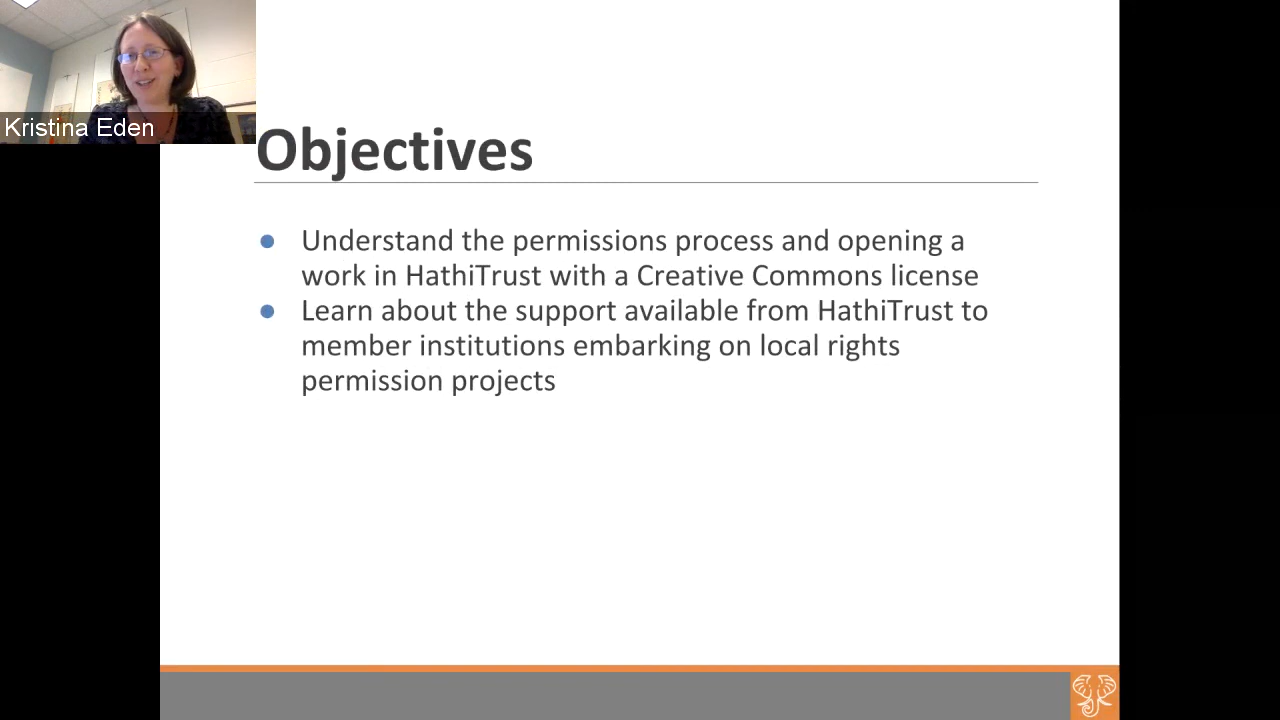 Kristina Eden
Objectives
● Understand the permissions process and opening a
work in HathiTrust with a Creative Commons license
● Learn about the support available from HathiTrust to
member institutions embarking on local rights
permission projects